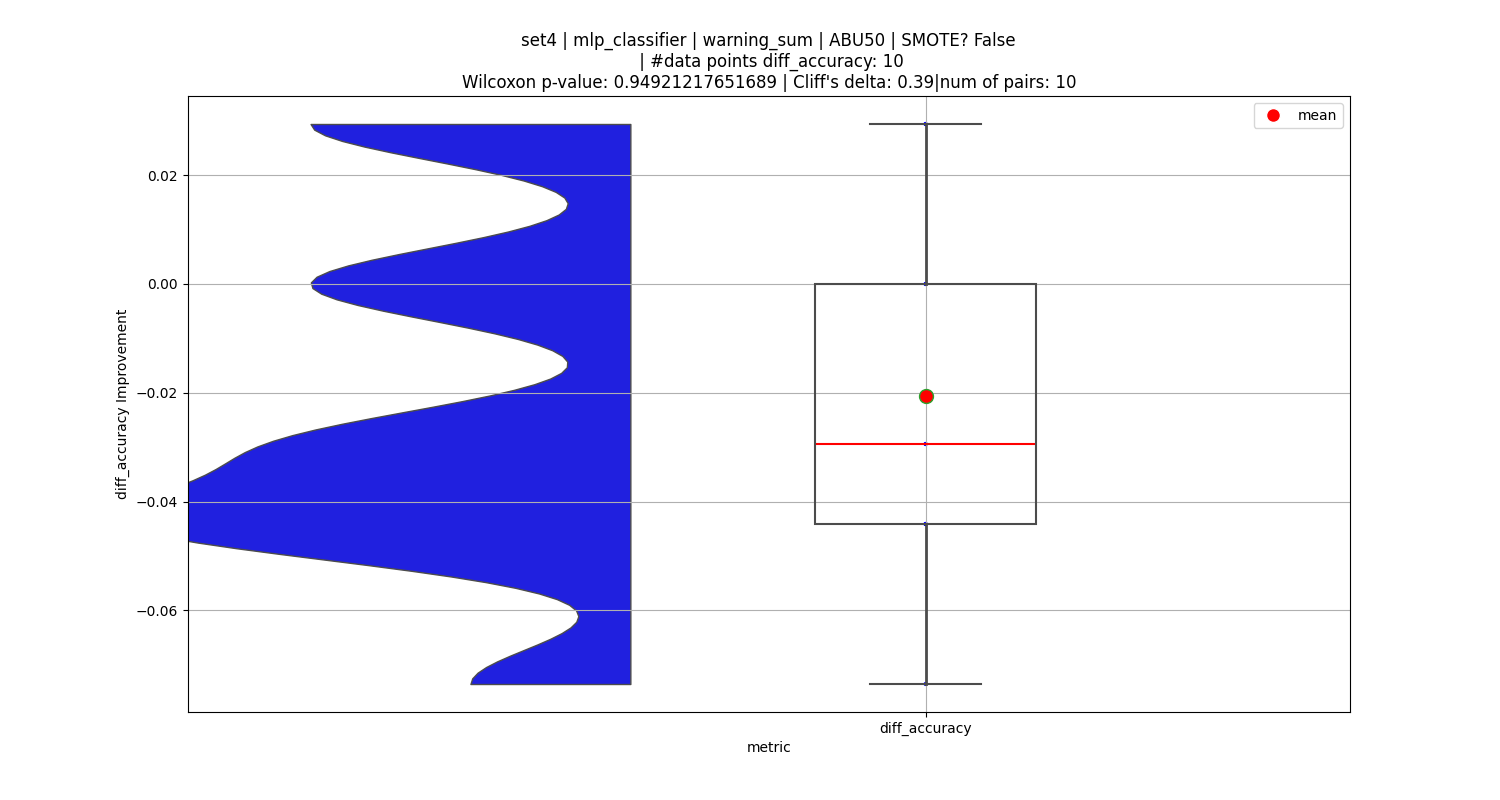 set4 | mlp_classifier | warning_sum | ABU50 | SMOTE? False
| #data points diff_accuracy: 10
Wilcoxon p-value: 0.94921217651689 | Cliff's delta: 0.39|num of pairs: 10
mean
0.02
0.00
−0.02
−0.04
−0.06
diff_accuracy Improvement
diff_accuracy
metric